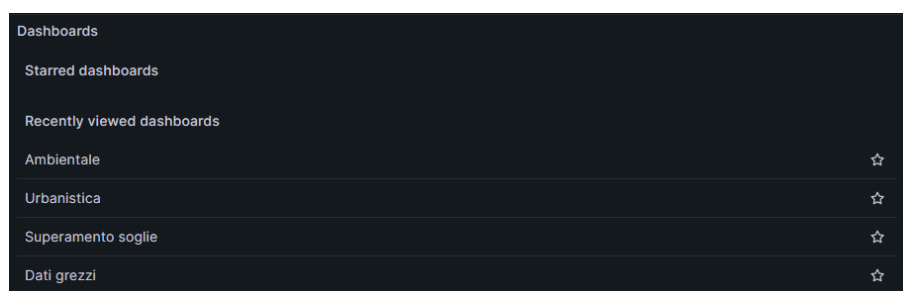 Dashboards
Starred dashboards
Recently viewed dashboards
Ambientale
Urbanistica
Superamento soglie
Dati grezzi